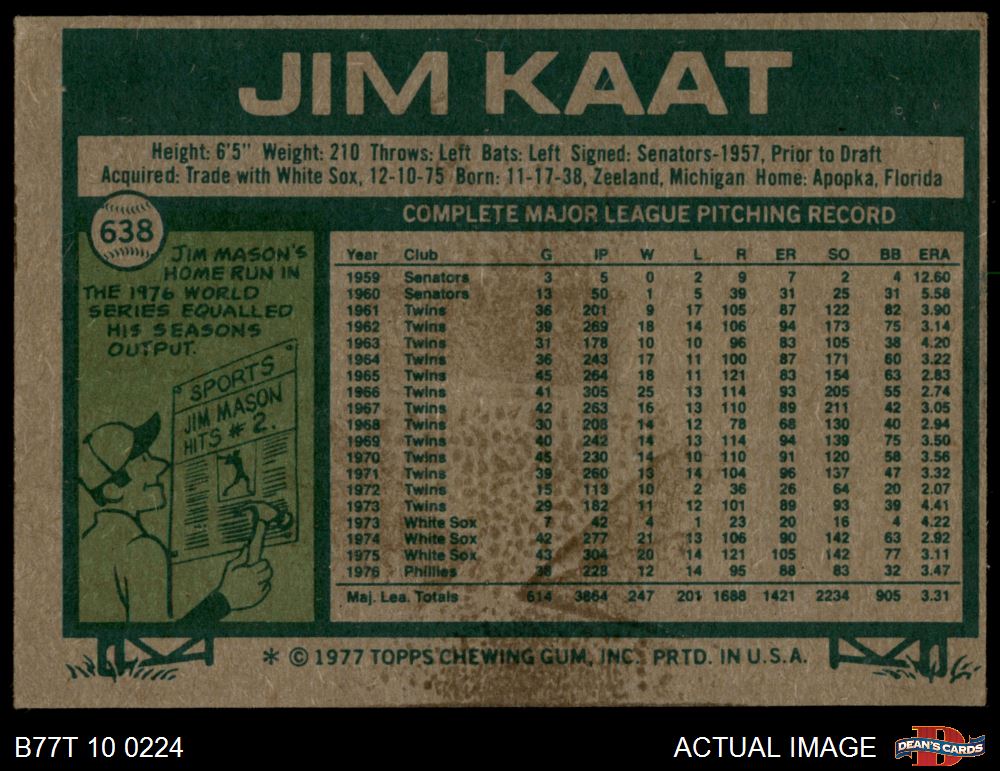 JIM KAAT
Height: 6'5" Weight: 210 Throws: Left Bats: Left Signed: Senators-1957, Prior to Draft
Acquired: Trade with White Sox, 12-10-75 Born: 11-17-38, Zeeland, Michigan Home: Apopka, Florida
638
JIM MASON'S
HOME RUN IN
THE 1976 WORLD
SERIES EQUALLED
HIS SEASONS
OUTPUT.
SPORTS
JIM MASON
HITS #2.
COMPLETE MAJOR LEAGUE PITCHING RECORD
Year Club G IP W L R ER SO BB ERA
1959 Senators 3 5 0 2 9 7 2 4 12.60
1960 Senators 13 50 1 5 39 31 25 31 5.58
1961 Twins 36 201 9 17 105 87 122 82 3.90
1962 Twins 39 269 18 14 106 94 173 75 3.14
1963 Twins 31 178 10 10 96 83 105 38 4.20
1964 Twins 36 243 17 11 100 87 171 60 3.22
1965 Twins 45 264 18 11 121 83 154 63 2.83
1966 Twins 41 305 25 13 114 93 205 55 2.74
1967 Twins 42 263 16 13 110 89 211 42 3.05
1968 Twins 30 208 14 12 78 68 130 40 2.94
1969 Twins 40 242 14 13 114 94 139 75 3.50
1970 Twins 45 230 14 10 110 91 120 58 3.56
1971 Twins 39 260 13 14 104 96 137 47 3.32
1972 Twins 15 113 10 2 36 26 64 20 2.07
1973 Twins 29 182 11 12 101 89 93 39 4.41
1973 White Sox 7 42 4 1 23 20 16 4 4.22
1974 White Sox 42 277 21 13 106 90 142 63 2.92
1975 White Sox 43 304 20 14 121 105 142 77 3.11
1976 Phillies 38 228 12 14 95 88 83 32 3.47
Maj. Lea. Totals 614 3864 247 201 1688 1421 2234 905 3.31
* © 1977 TOPPS CHEWING GUM, INC. PRTD. IN U.S.A.
B77T 10 0224
ACTUAL IMAGE
D
DEAN'S CARDS